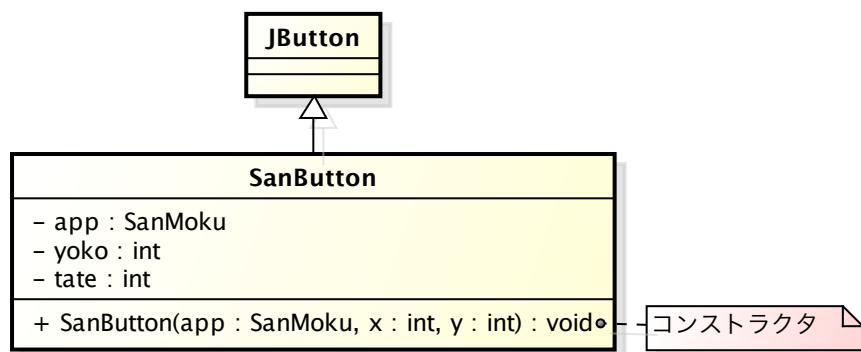 JButton
SanButton
– app : SanMoku
– yoko : int
– tate : int
+ SanButton(app : SanMoku, x : int, y : int) : void
コンストラクタ